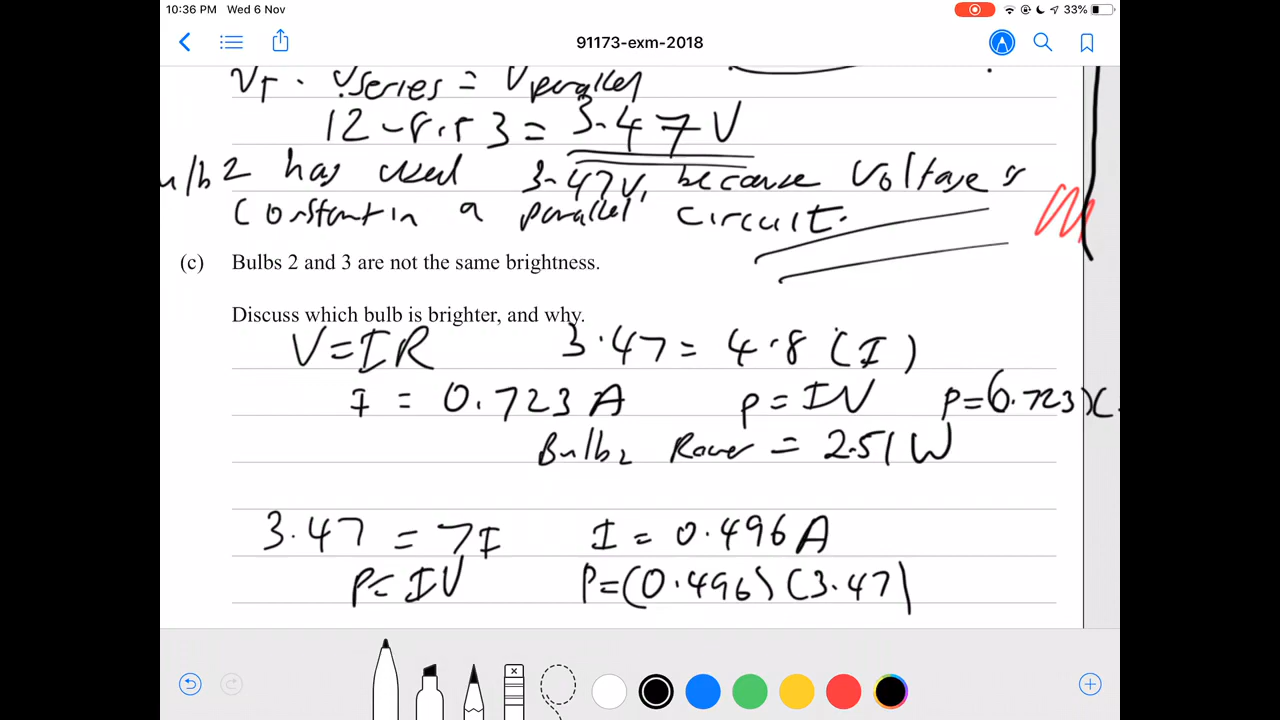 10:36 PM Wed 6 Nov 33%
91173-exm-2018
VT - Vseries = Vparallel
12 - 8.53 = 3.47V
ulb2 has used 3.47V, because Voltage is
constant in a parallel circuit.
(c) Bulbs 2 and 3 are not the same brightness.
Discuss which bulb is brighter, and why.
V=IR 3.47 = 4.8 (I)
I = 0.723 A P = IV P=(0.723)(
Bulb2 Power = 2.51 W
3.47 = 7I I = 0.496 A
P=IV P=(0.496)(3.47)